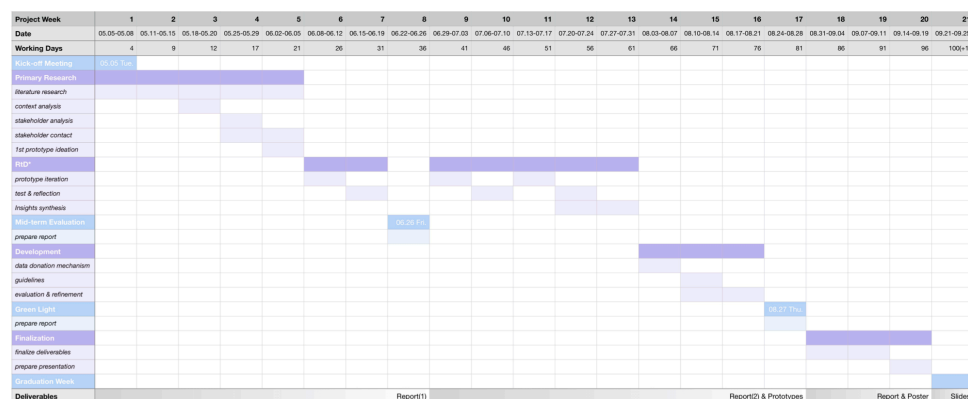 Project Week 1 2 3 4 5 6 7 8 9 10 11 12 13 14 15 16 17 18 19 20 21
Date 05.05-05.08 05.11-05.15 05.18-05.20 05.25-05.29 06.02-06.05 06.08-06.12 06.15-06.19 06.22-06.26 06.29-07.03 07.06-07.10 07.13-07.17 07.20-07.24 07.27-07.31 08.03-08.07 08.10-08.14 08.17-08.21 08.24-08.28 08.31-09.04 09.07-09.11 09.14-09.19
Working Days 4 9 12 17 21 26 31 36 41 46 51 56 61 66 71 76 81 86 91 96 100(+1
Kick-off Meeting 05.05 Tue.
Primary Research
literature research
context analysis
stakeholder analysis
stakeholder contact
1st prototype ideation
RtD*
prototype iteration
test & reflection
Insights synthesis
Mid-term Evaluation 06.26 Fri.
prepare report
Development
data donation mechanism
guidelines
evaluation & refinement
Green Light 08.27 Thu.
prepare report
Finalization
finalize deliverables
prepare presentation
Graduation Week
Deliverables Report(1) Report(2) & Prototypes Report & Poster Slides